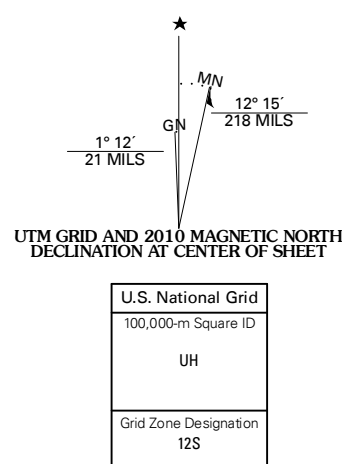 ★
MN
GN
12° 15´
218 MILS
1° 12´
21 MILS
UTM GRID AND 2010 MAGNETIC NORTH
DECLINATION AT CENTER OF SHEET
U.S. National Grid
100,000-m Square ID
UH
Grid Zone Designation
12S